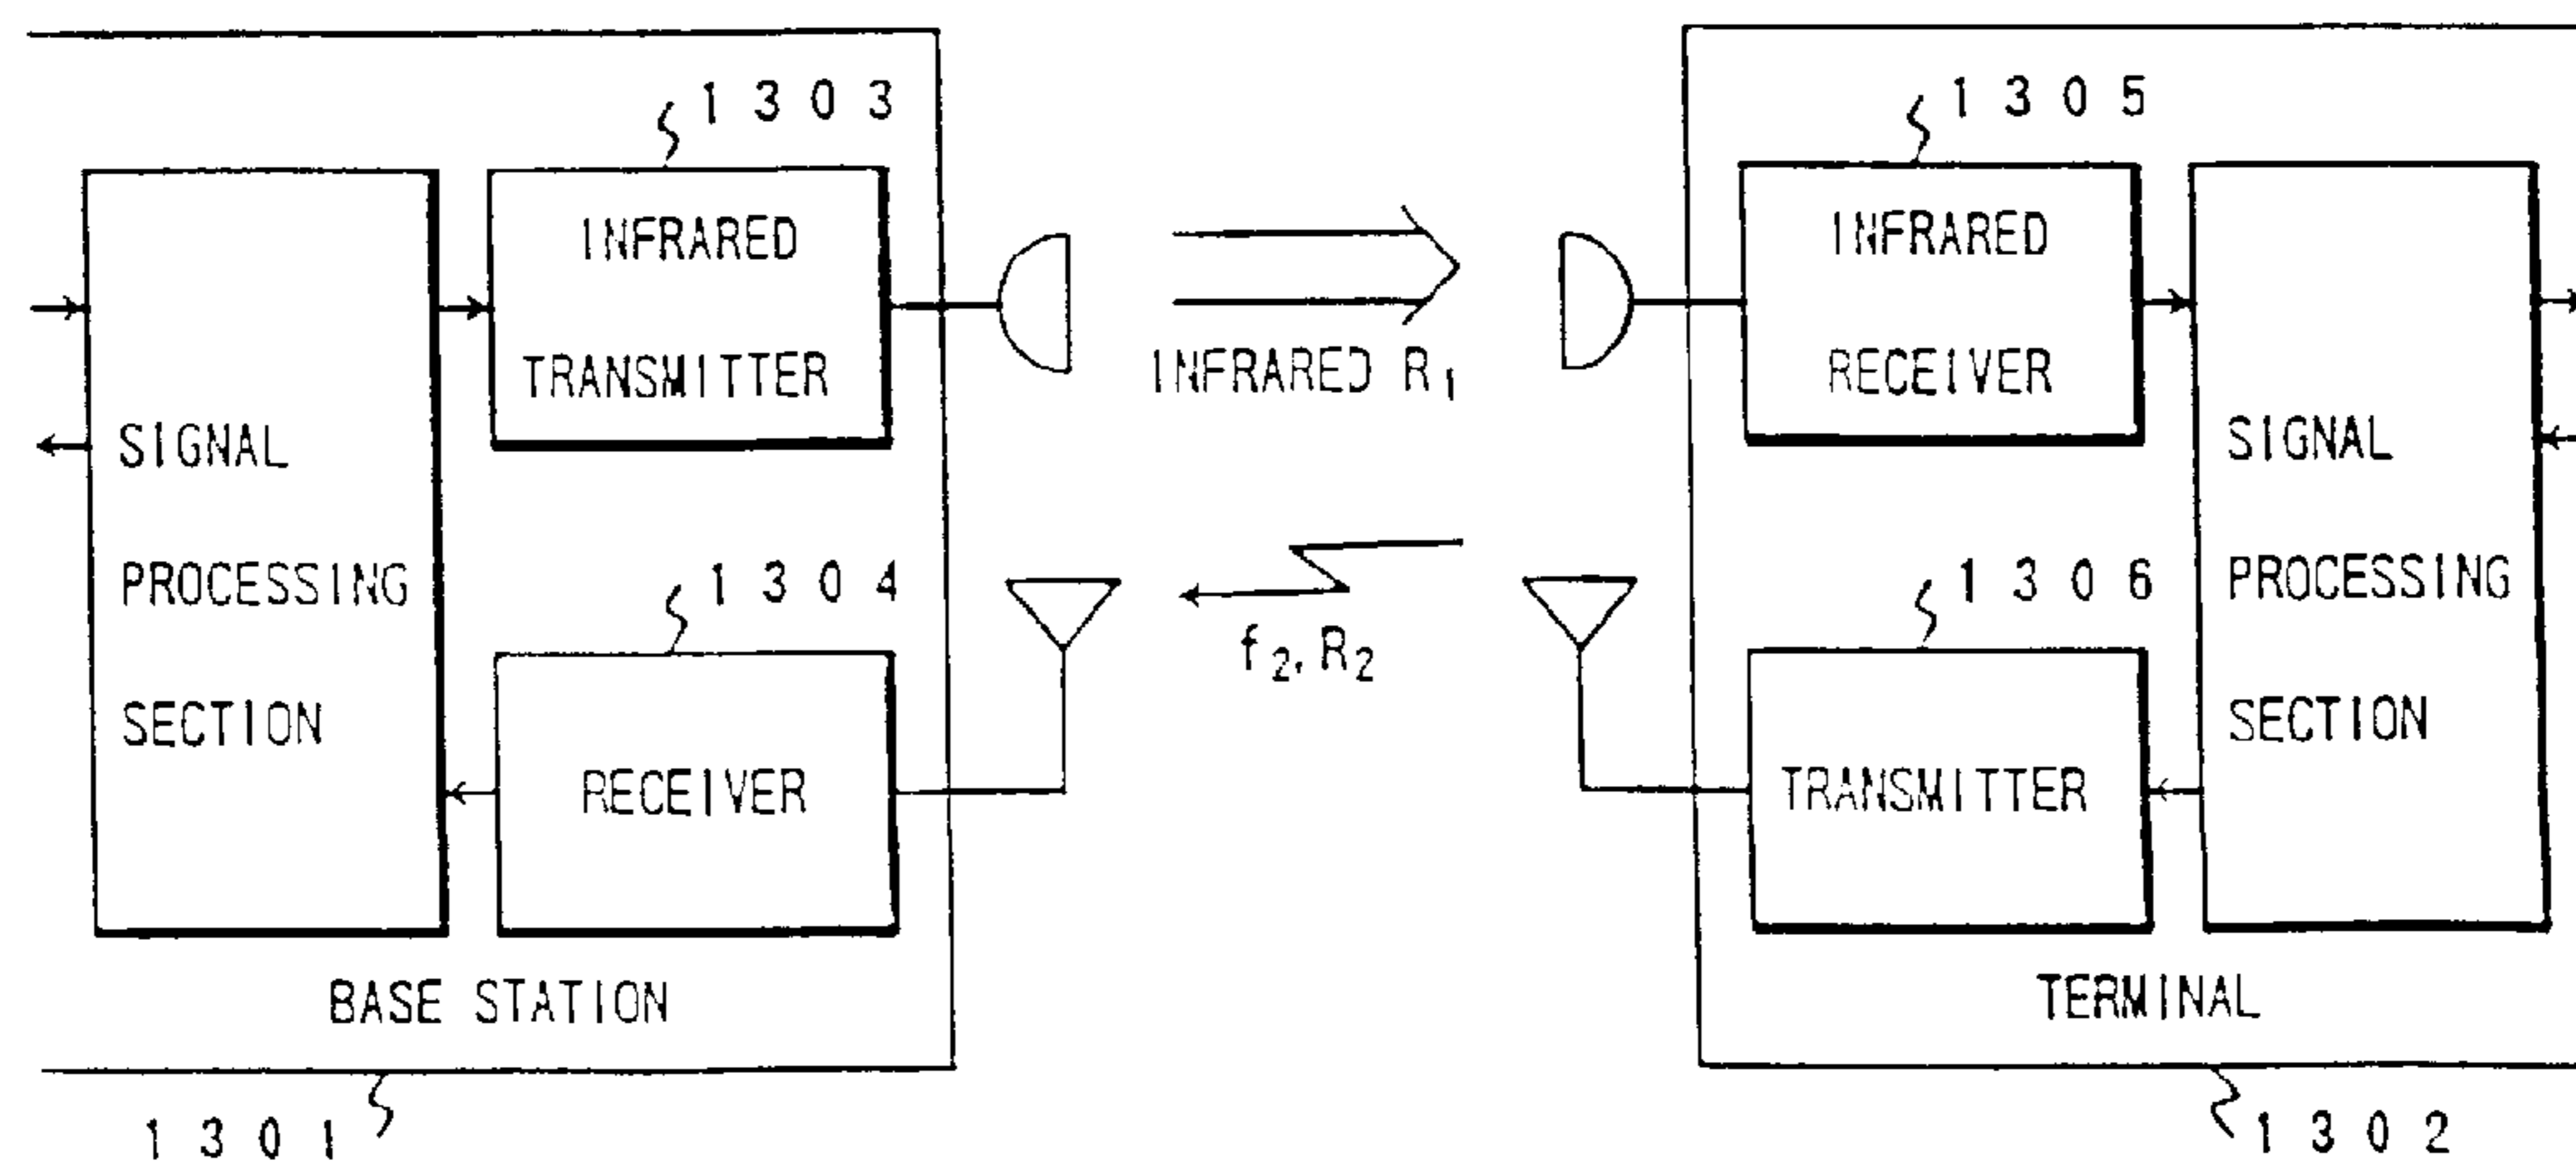 1303
1305
INFRARED
TRANSMITTER
INFRARED R1
INFRARED
RECEIVER
SIGNAL
PROCESSING
SECTION
SIGNAL
PROCESSING
SECTION
1304
f2, R2
1306
RECEIVER
TRANSMITTER
BASE STATION
TERMINAL
1301
1302